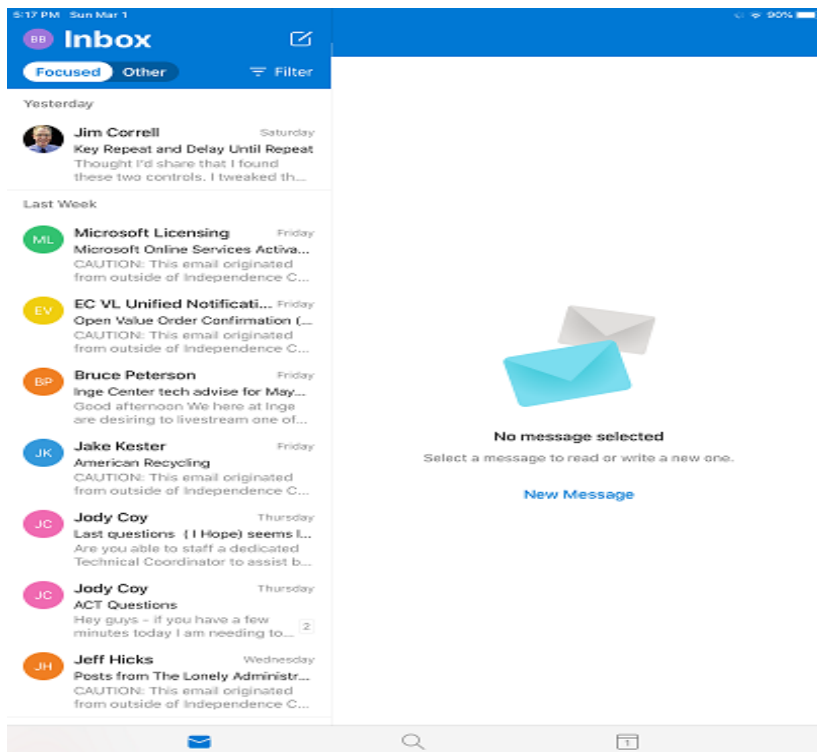 5:17 PM Sun Mar 1
90%
BB Inbox
Focused Other Filter
Yesterday
Jim Correll Saturday
Key Repeat and Delay Until Repeat
Thought I'd share that I found
these two controls. I tweaked th...
Last Week
ML Microsoft Licensing Friday
Microsoft Online Services Activa...
CAUTION: This email originated
from outside of Independence C...
EV EC VL Unified Notificati... Friday
Open Value Order Confirmation (...
CAUTION: This email originated
from outside of Independence C...
BP Bruce Peterson Friday
Inge Center tech advise for May...
Good afternoon We here at Inge
are desiring to livestream one of...
JK Jake Kester Friday
American Recycling
CAUTION: This email originated
from outside of Independence C...
JC Jody Coy Thursday
Last questions ( I Hope) seems l...
Are you able to staff a dedicated
Technical Coordinator to assist b...
JC Jody Coy Thursday
ACT Questions
Hey guys – if you have a few
minutes today I am needing to... 2
JH Jeff Hicks Wednesday
Posts from The Lonely Administr...
CAUTION: This email originated
from outside of Independence C...
No message selected
Select a message to read or write a new one.
New Message
1